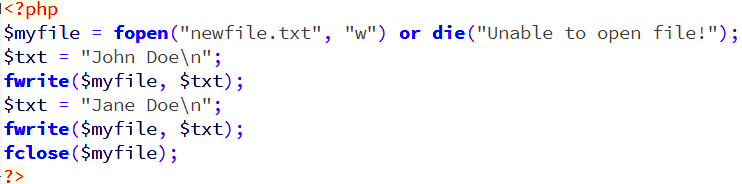 <?php
$myfile = fopen("newfile.txt", "w") or die("Unable to open file!");
$txt = "John Doe\n";
fwrite($myfile, $txt);
$txt = "Jane Doe\n";
fwrite($myfile, $txt);
fclose($myfile);
?>